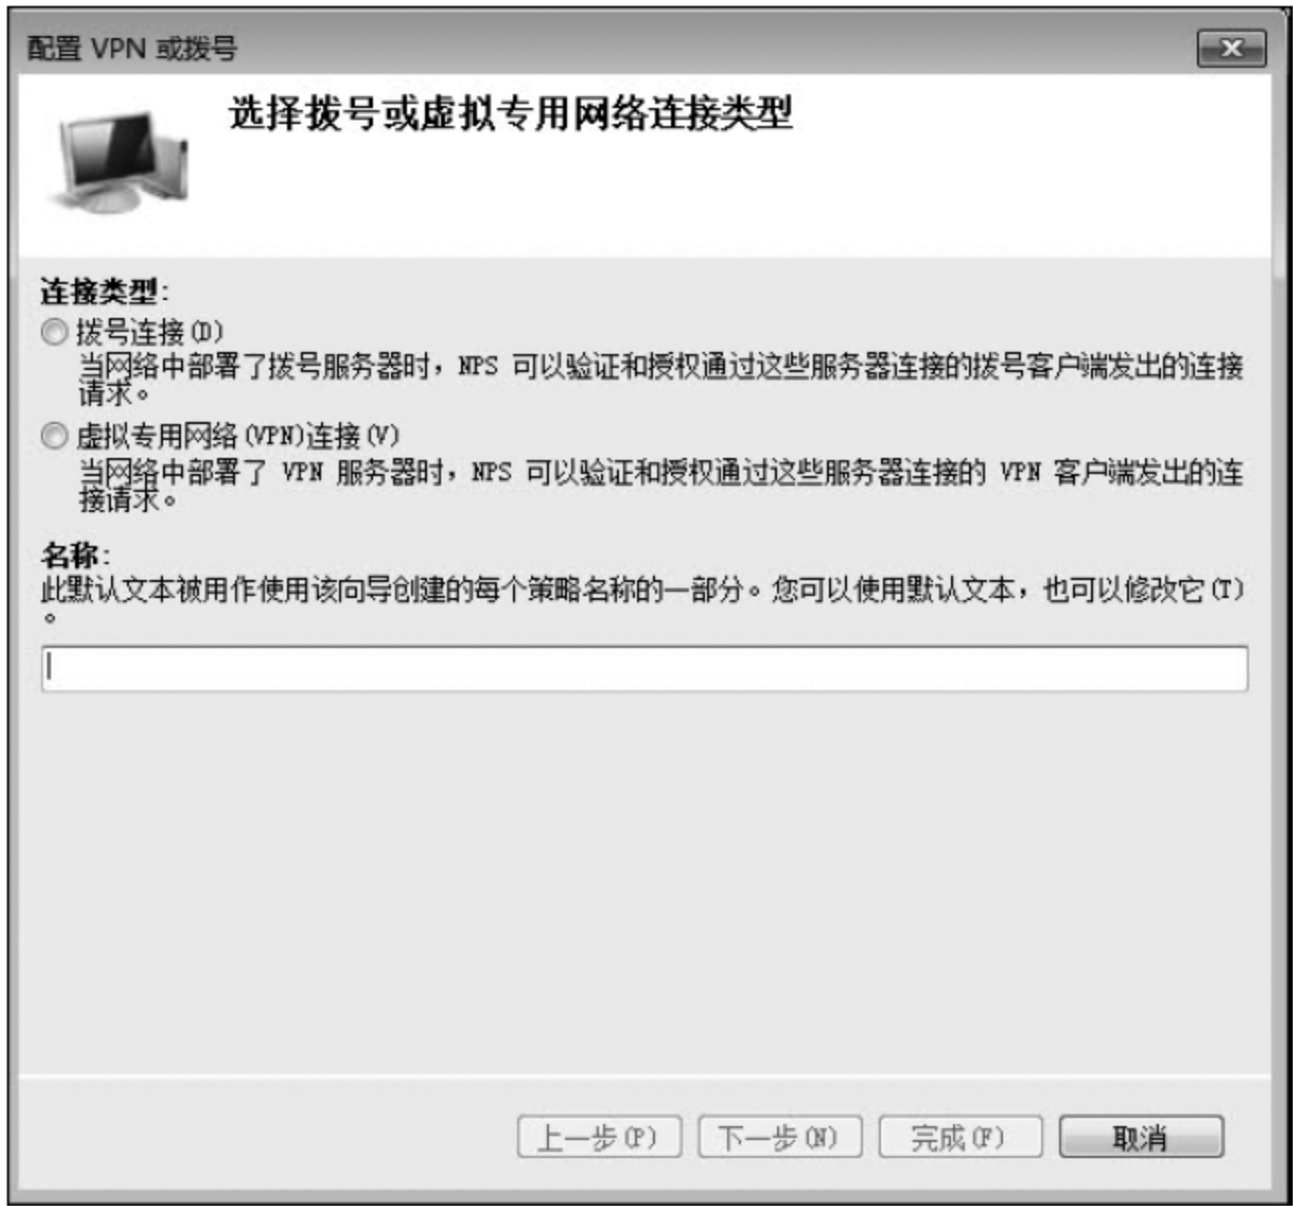 配置 VPN 或拨号
选择拨号或虚拟专用网络连接类型
连接类型:
拨号连接(D)
当网络中部署了拨号服务器时，NPS 可以验证和授权通过这些服务器连接的拨号客户端发出的连接
请求。
虚拟专用网络(VPN)连接(V)
当网络中部署了 VPN 服务器时，NPS 可以验证和授权通过这些服务器连接的 VPN 客户端发出的连
接请求。
名称:
此默认文本被用作使用该向导创建的每个策略名称的一部分。您可以使用默认文本，也可以修改它(T)
。
上一步(P) 下一步(N) 完成(F) 取消